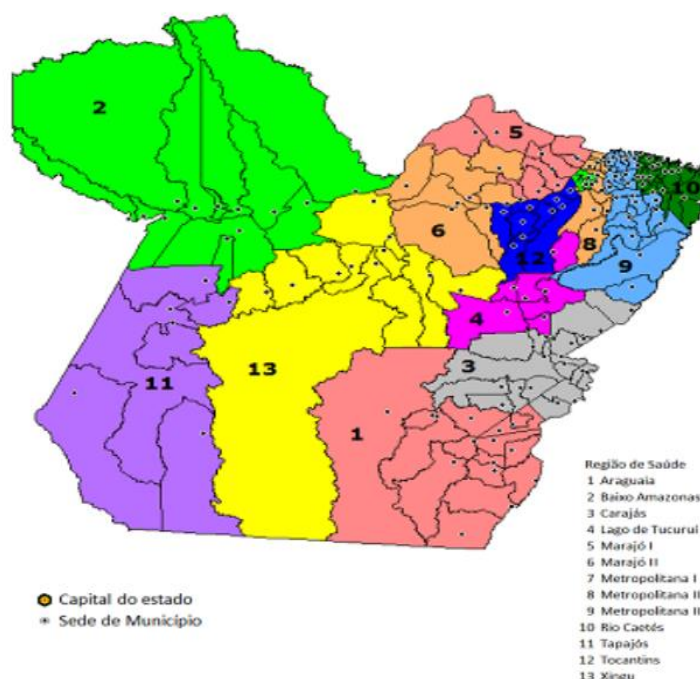 2
5
10
6
8
12
9
4
3
11
13
1
Região de Saúde
1 Araguaia
2 Baixo Amazonas
3 Carajás
4 Lago de Tucuruí
5 Marajó I
6 Marajó II
7 Metropolitana I
8 Metropolitana II
9 Metropolitana II
10 Rio Caetés
11 Tapajós
12 Tocantins
13 Xingu
Capital do estado
Sede de Município